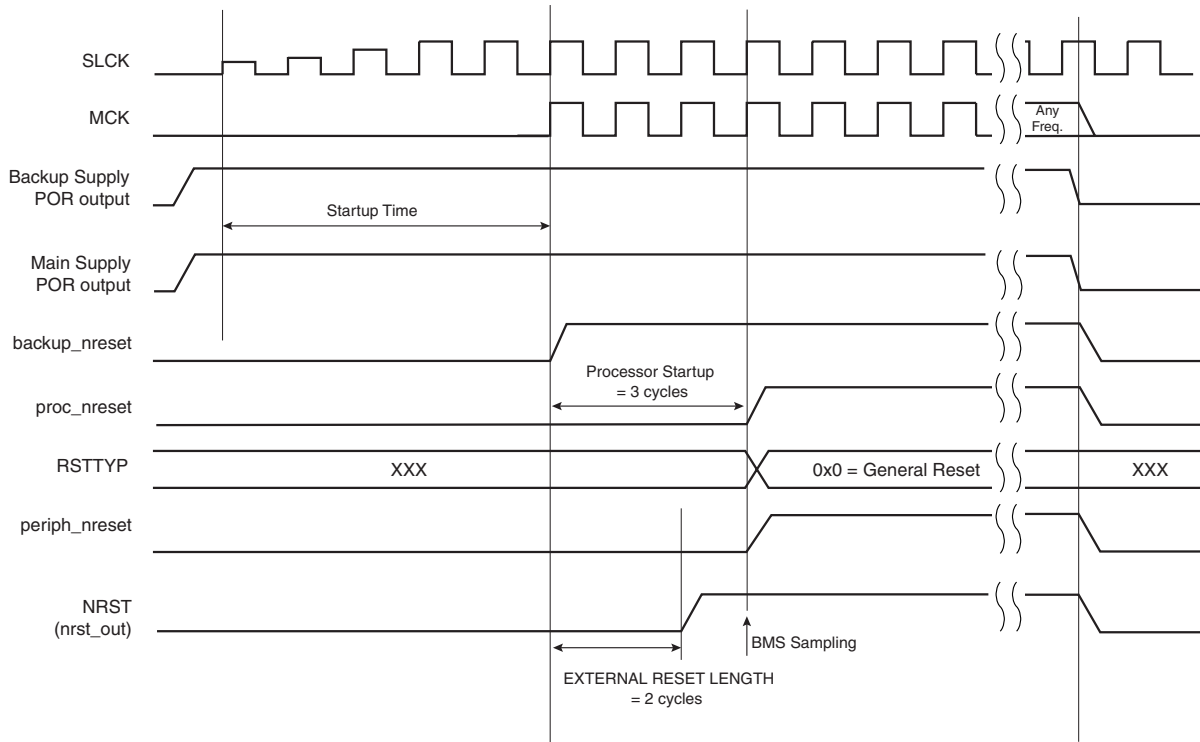 SLCK
MCK
Any
Freq.
Backup Supply
POR output
Startup Time
Main Supply
POR output
backup_nreset
Processor Startup
= 3 cycles
proc_nreset
RSTTYP
XXX
0x0 = General Reset
XXX
periph_nreset
NRST
(nrst_out)
BMS Sampling
EXTERNAL RESET LENGTH
= 2 cycles